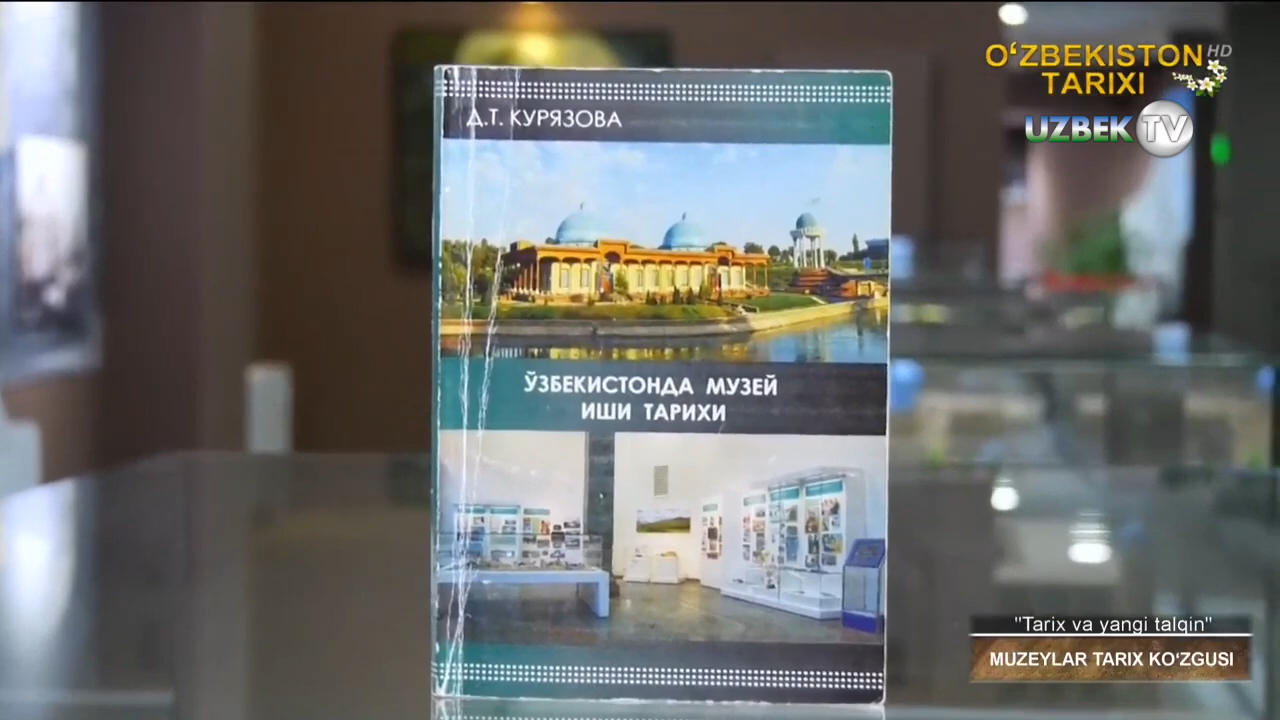 O‘ZBEKISTON HD
TARIXI
UZBEK TV
Д.Т. КУРЯЗОВА
ЎЗБЕКИСТОНДА МУЗЕЙ
ИШИ ТАРИХИ
"Tarix va yangi talqin"
MUZEYLAR TARIX KO‘ZGUSI